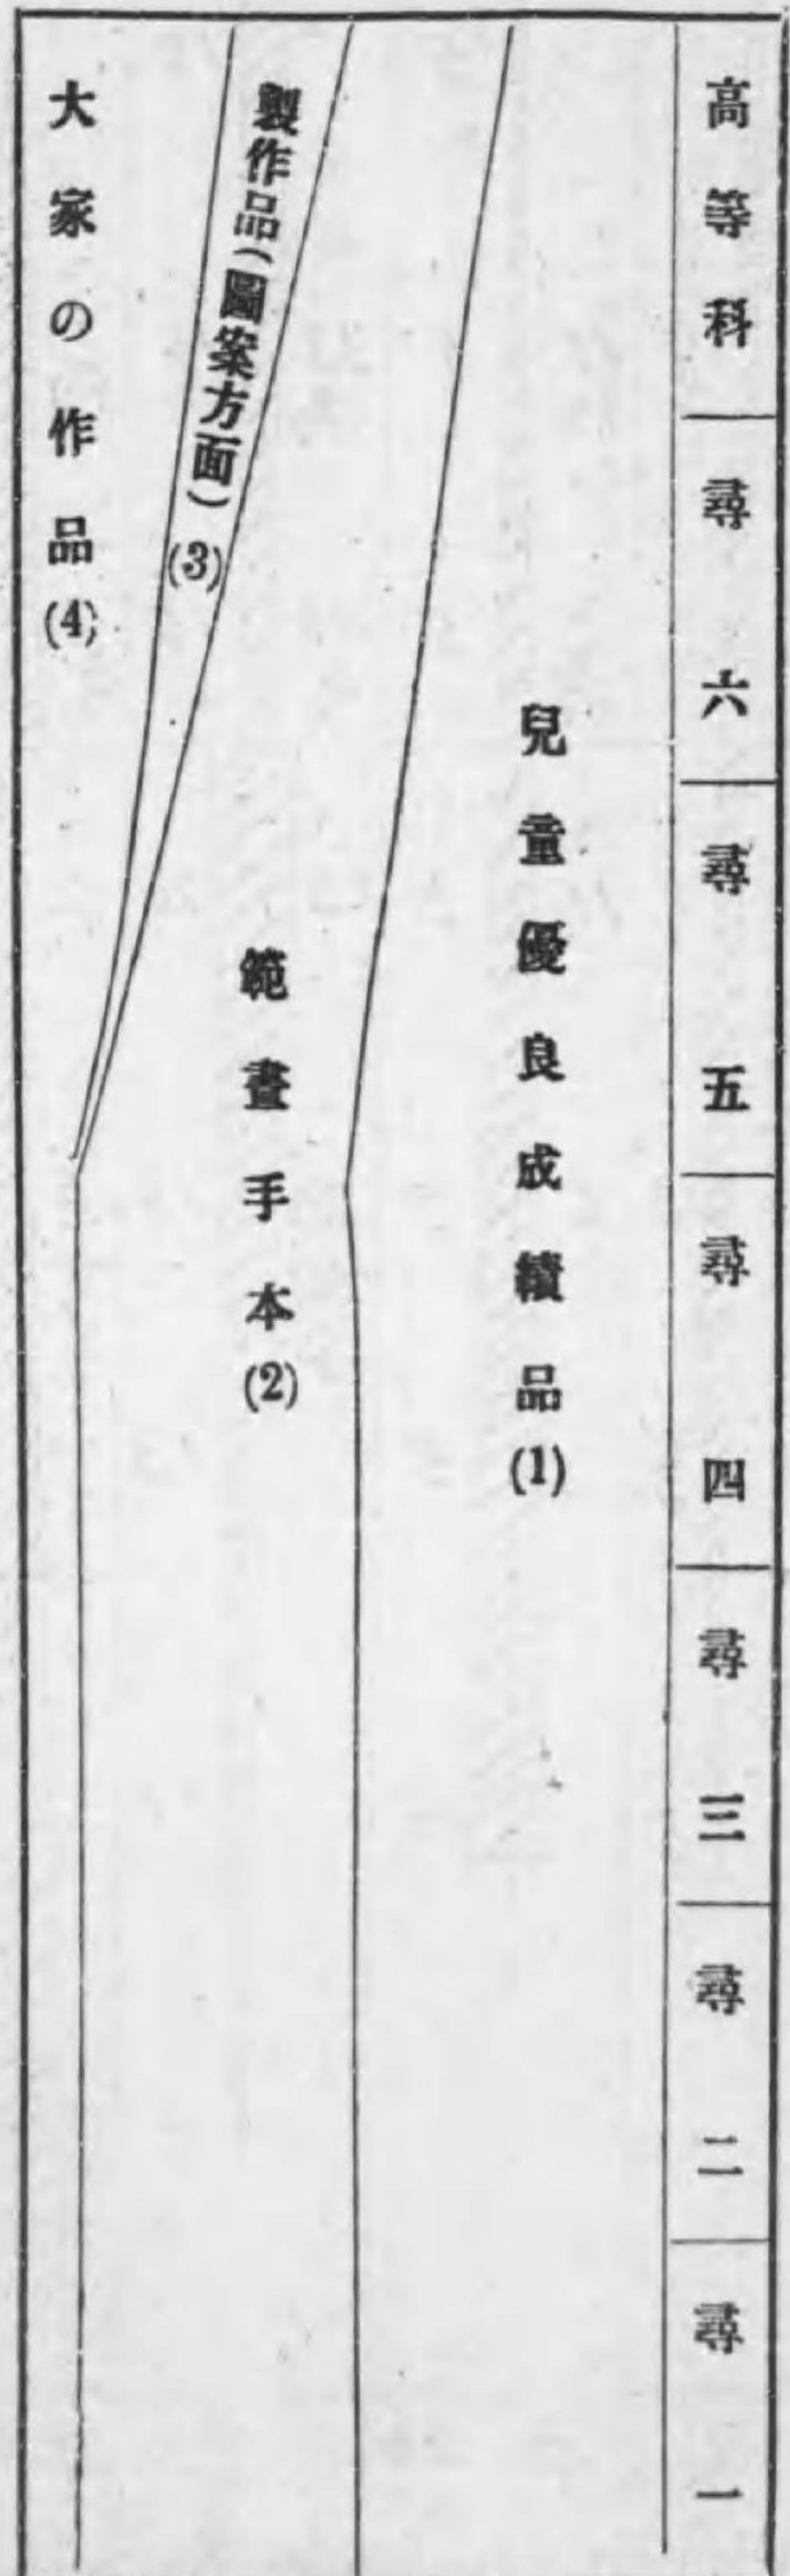 高等科
尋六
尋五
尋四
尋三
尋二
尋一
兒童優良成績品(1)
範畫手本(2)
製作品(圖案方面)(3)
大家の作品(4)